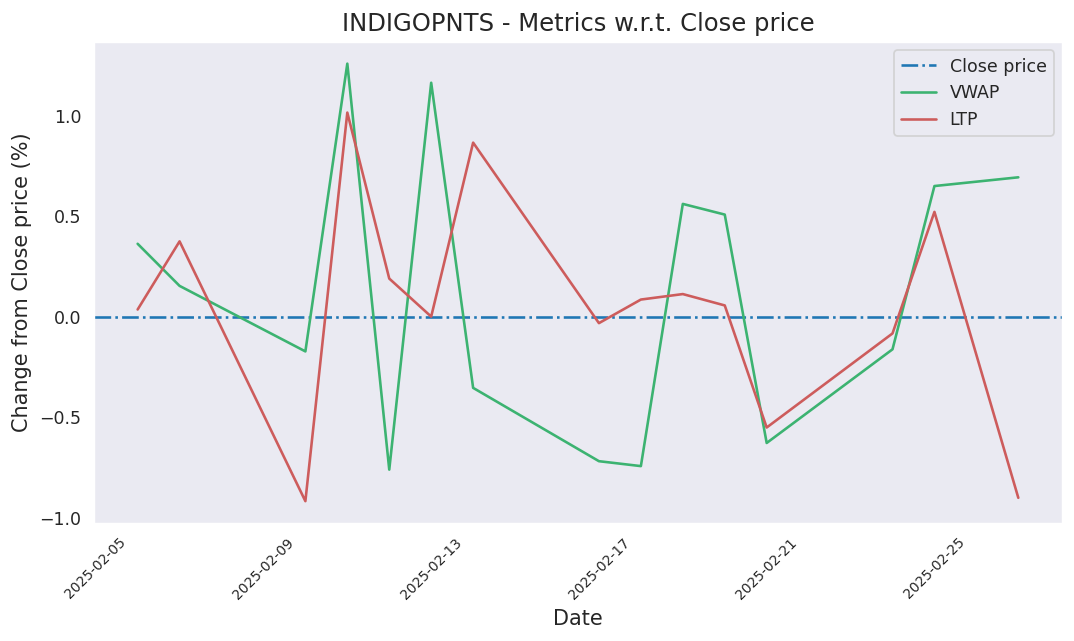 INDIGOPNTS - Metrics w.r.t. Close price
Close price
VWAP
LTP
Change from Close price (%)
1.0
0.5
0.0
−0.5
−1.0
2025-02-05
2025-02-09
2025-02-13
2025-02-17
2025-02-21
2025-02-25
Date